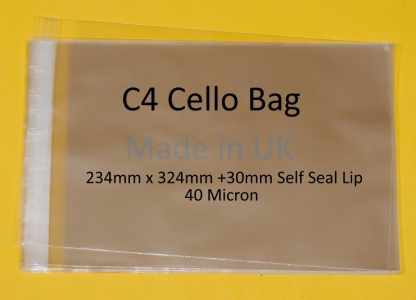 C4 Cello Bag
Made in UK
234mm x 324mm +30mm Self Seal Lip
40 Micron